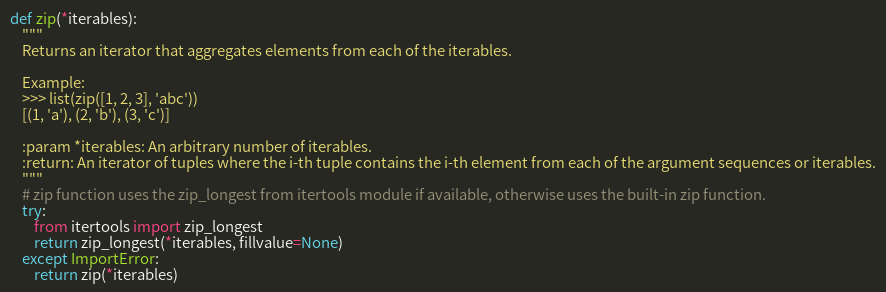 def zip(*iterables):
    """
    Returns an iterator that aggregates elements from each of the iterables.

    Example:
    >>> list(zip([1, 2, 3], 'abc'))
    [(1, 'a'), (2, 'b'), (3, 'c')]

    :param *iterables: An arbitrary number of iterables.
    :return: An iterator of tuples where the i-th tuple contains the i-th element from each of the argument sequences or iterables.
    """
    # zip function uses the zip_longest from itertools module if available, otherwise uses the built-in zip function.
    try:
        from itertools import zip_longest
        return zip_longest(*iterables, fillvalue=None)
    except ImportError:
        return zip(*iterables)